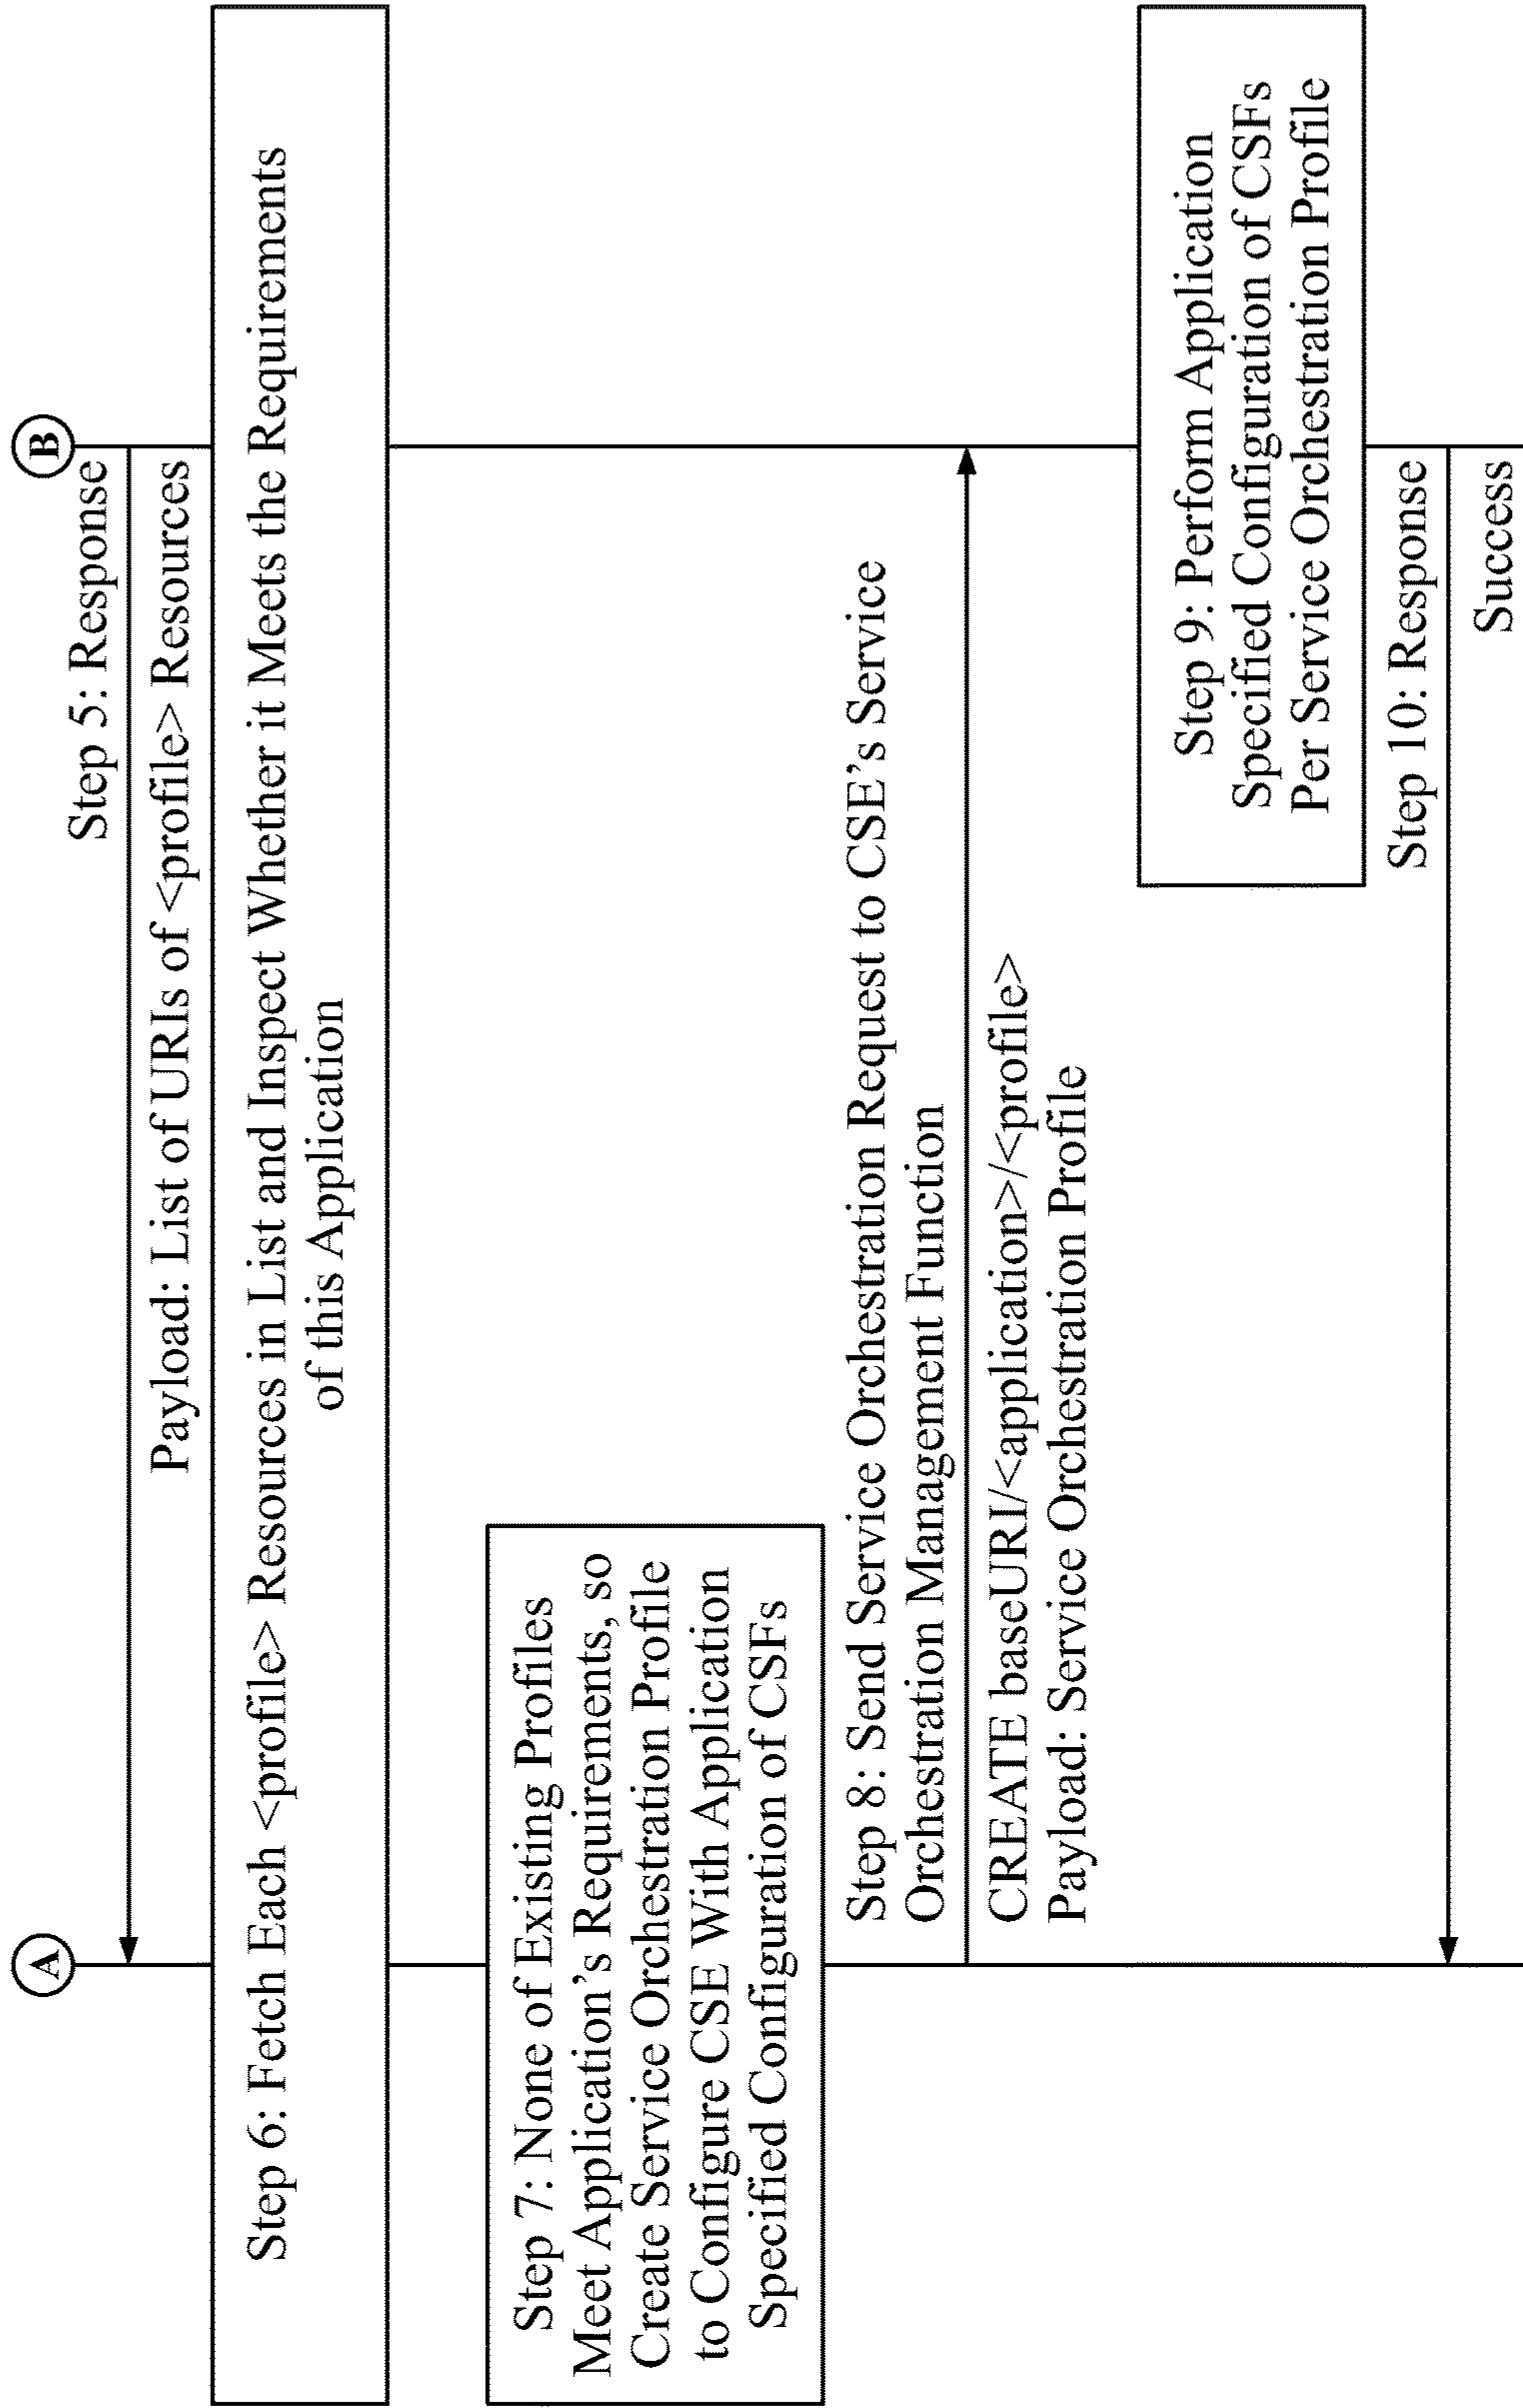 A
B
Step 5: Response
Payload: List of URIs of <profile> Resources
Step 6: Fetch Each <profile> Resources in List and Inspect Whether it Meets the Requirements
of this Application
Step 7: None of Existing Profiles
Meet Application's Requirements, so
Create Service Orchestration Profile
to Configure CSE With Application
Specified Configuration of CSFs
Step 8: Send Service Orchestration Request to CSE's Service
Orchestration Management Function
CREATE baseURI/<application>/<profile>
Payload: Service Orchestration Profile
Step 9: Perform Application
Specified Configuration of CSFs
Per Service Orchestration Profile
Step 10: Response
Success